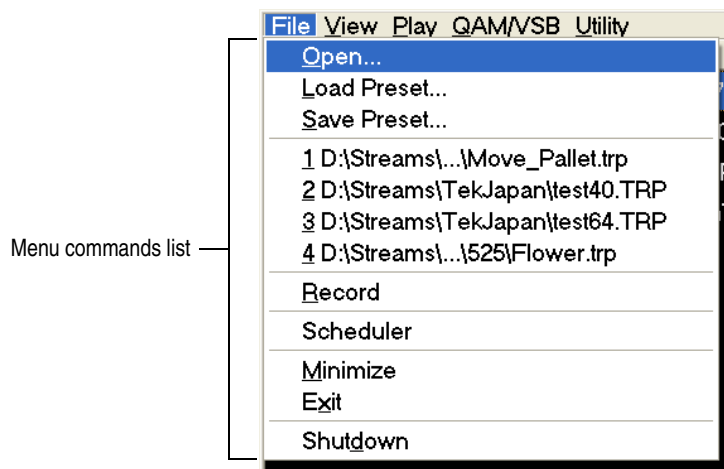 File View Play QAM/VSB Utility
Open...
Load Preset...
Save Preset...
1 D:\Streams\...\Move_Pallet.trp
2 D:\Streams\TekJapan\test40.TRP
3 D:\Streams\TekJapan\test64.TRP
4 D:\Streams\...\525\Flower.trp
Menu commands list
Record
Scheduler
Minimize
Exit
Shutdown